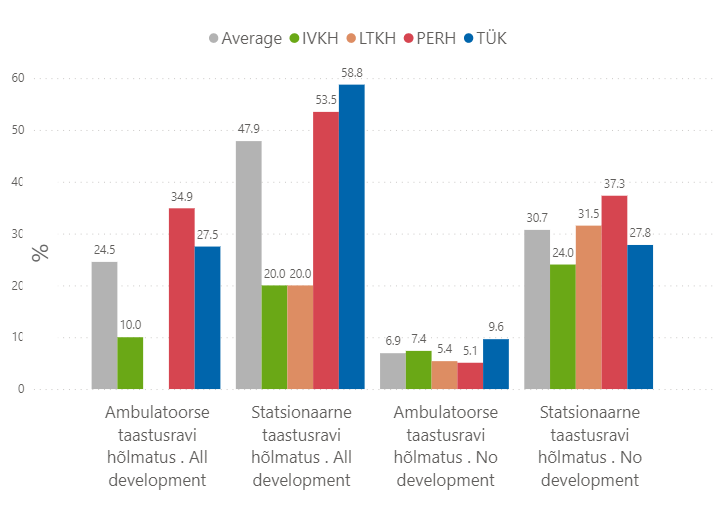 Average IVKH LTKH PERH TÜK
60
50
40
30
20
10
0
%
24.5
10.0
34.9
27.5
47.9
20.0
20.0
53.5
58.8
6.9
7.4
5.4
5.1
9.6
30.7
24.0
31.5
37.3
27.8
Ambulatoorse
taastusravi
hõlmatus . All
development
Statsionaarne
taastusravi
hõlmatus . All
development
Ambulatoorse
taastusravi
hõlmatus . No
development
Statsionaarne
taastusravi
hõlmatus . No
development